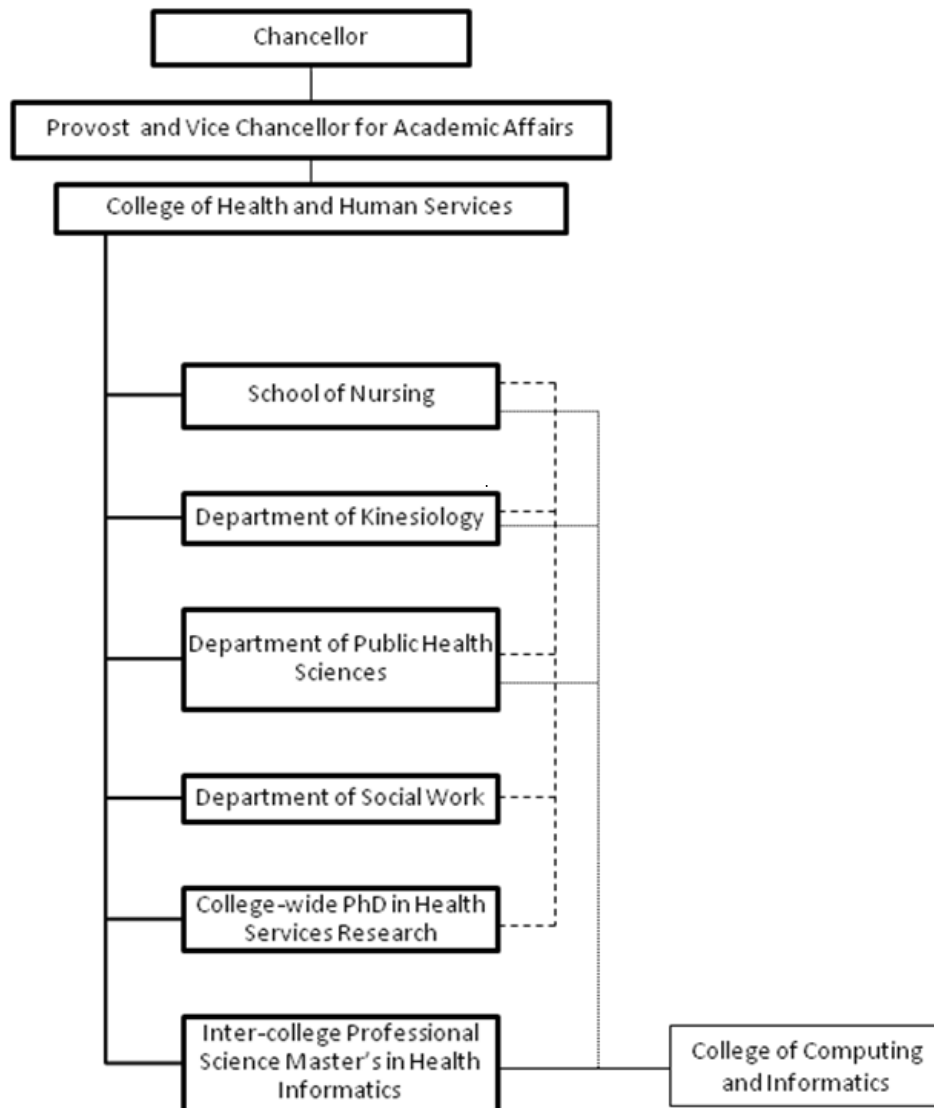 Chancellor
Provost and Vice Chancellor for Academic Affairs
College of Health and Human Services
School of Nursing
Department of Kinesiology
Department of Public Health
Sciences
Department of Social Work
College-wide PhD in Health
Services Research
Inter-college Professional
Science Master's in Health
Informatics
College of Computing
and Informatics